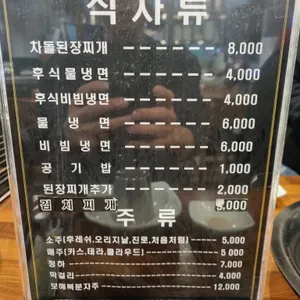 식사류
차돌된장찌개 ------ 8,000
후식물냉면 ------ 4,000
후식비빔냉면 ------ 4,000
물냉면 ------ 6,000
비빔냉면 ------ 6,000
공기밥 ------ 1,000
된장찌개추가 ------ 2,000
김치찌개
주류
소주(후레쉬,오리지날,진로,처음처럼) ------ 5,000
맥주(카스,테라,클라우드) ------ 5,000
청하 ------ 7,000
막걸리 ------ 4,000
보해복분자주 ------ 12,000